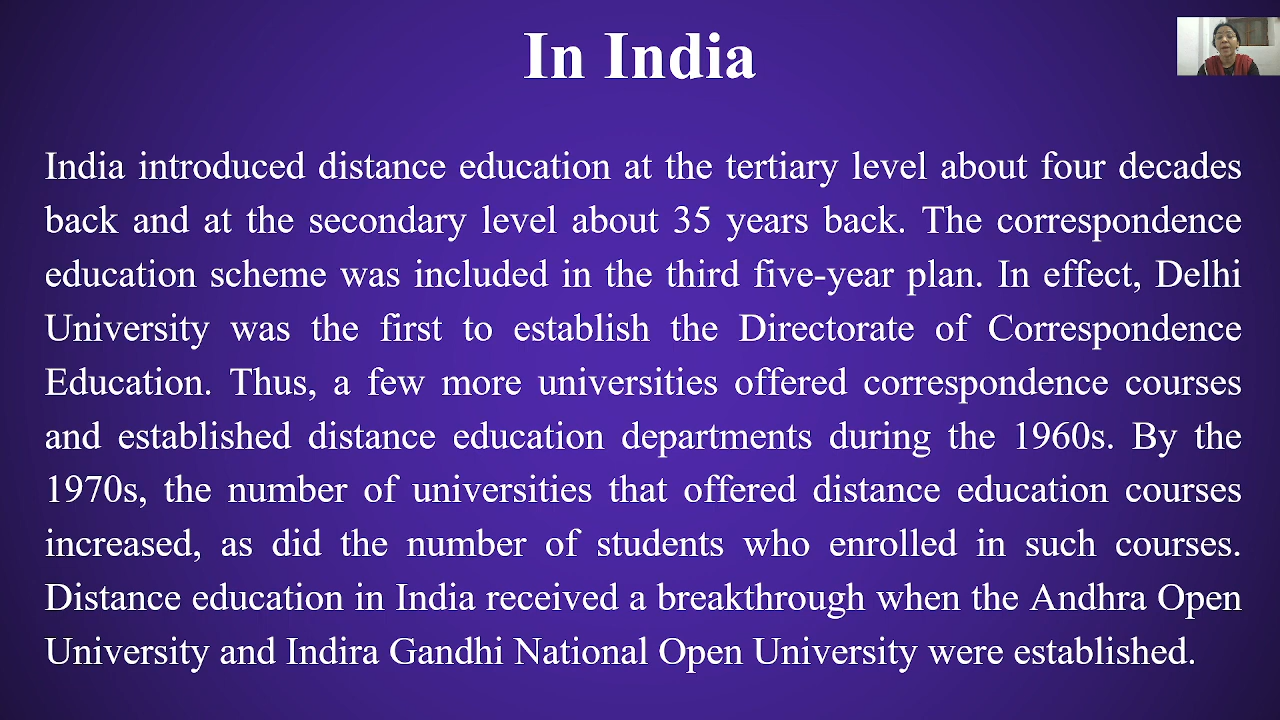 In India
India introduced distance education at the tertiary level about four decades
back and at the secondary level about 35 years back. The correspondence
education scheme was included in the third five-year plan. In effect, Delhi
University was the first to establish the Directorate of Correspondence
Education. Thus, a few more universities offered correspondence courses
and established distance education departments during the 1960s. By the
1970s, the number of universities that offered distance education courses
increased, as did the number of students who enrolled in such courses.
Distance education in India received a breakthrough when the Andhra Open
University and Indira Gandhi National Open University were established.